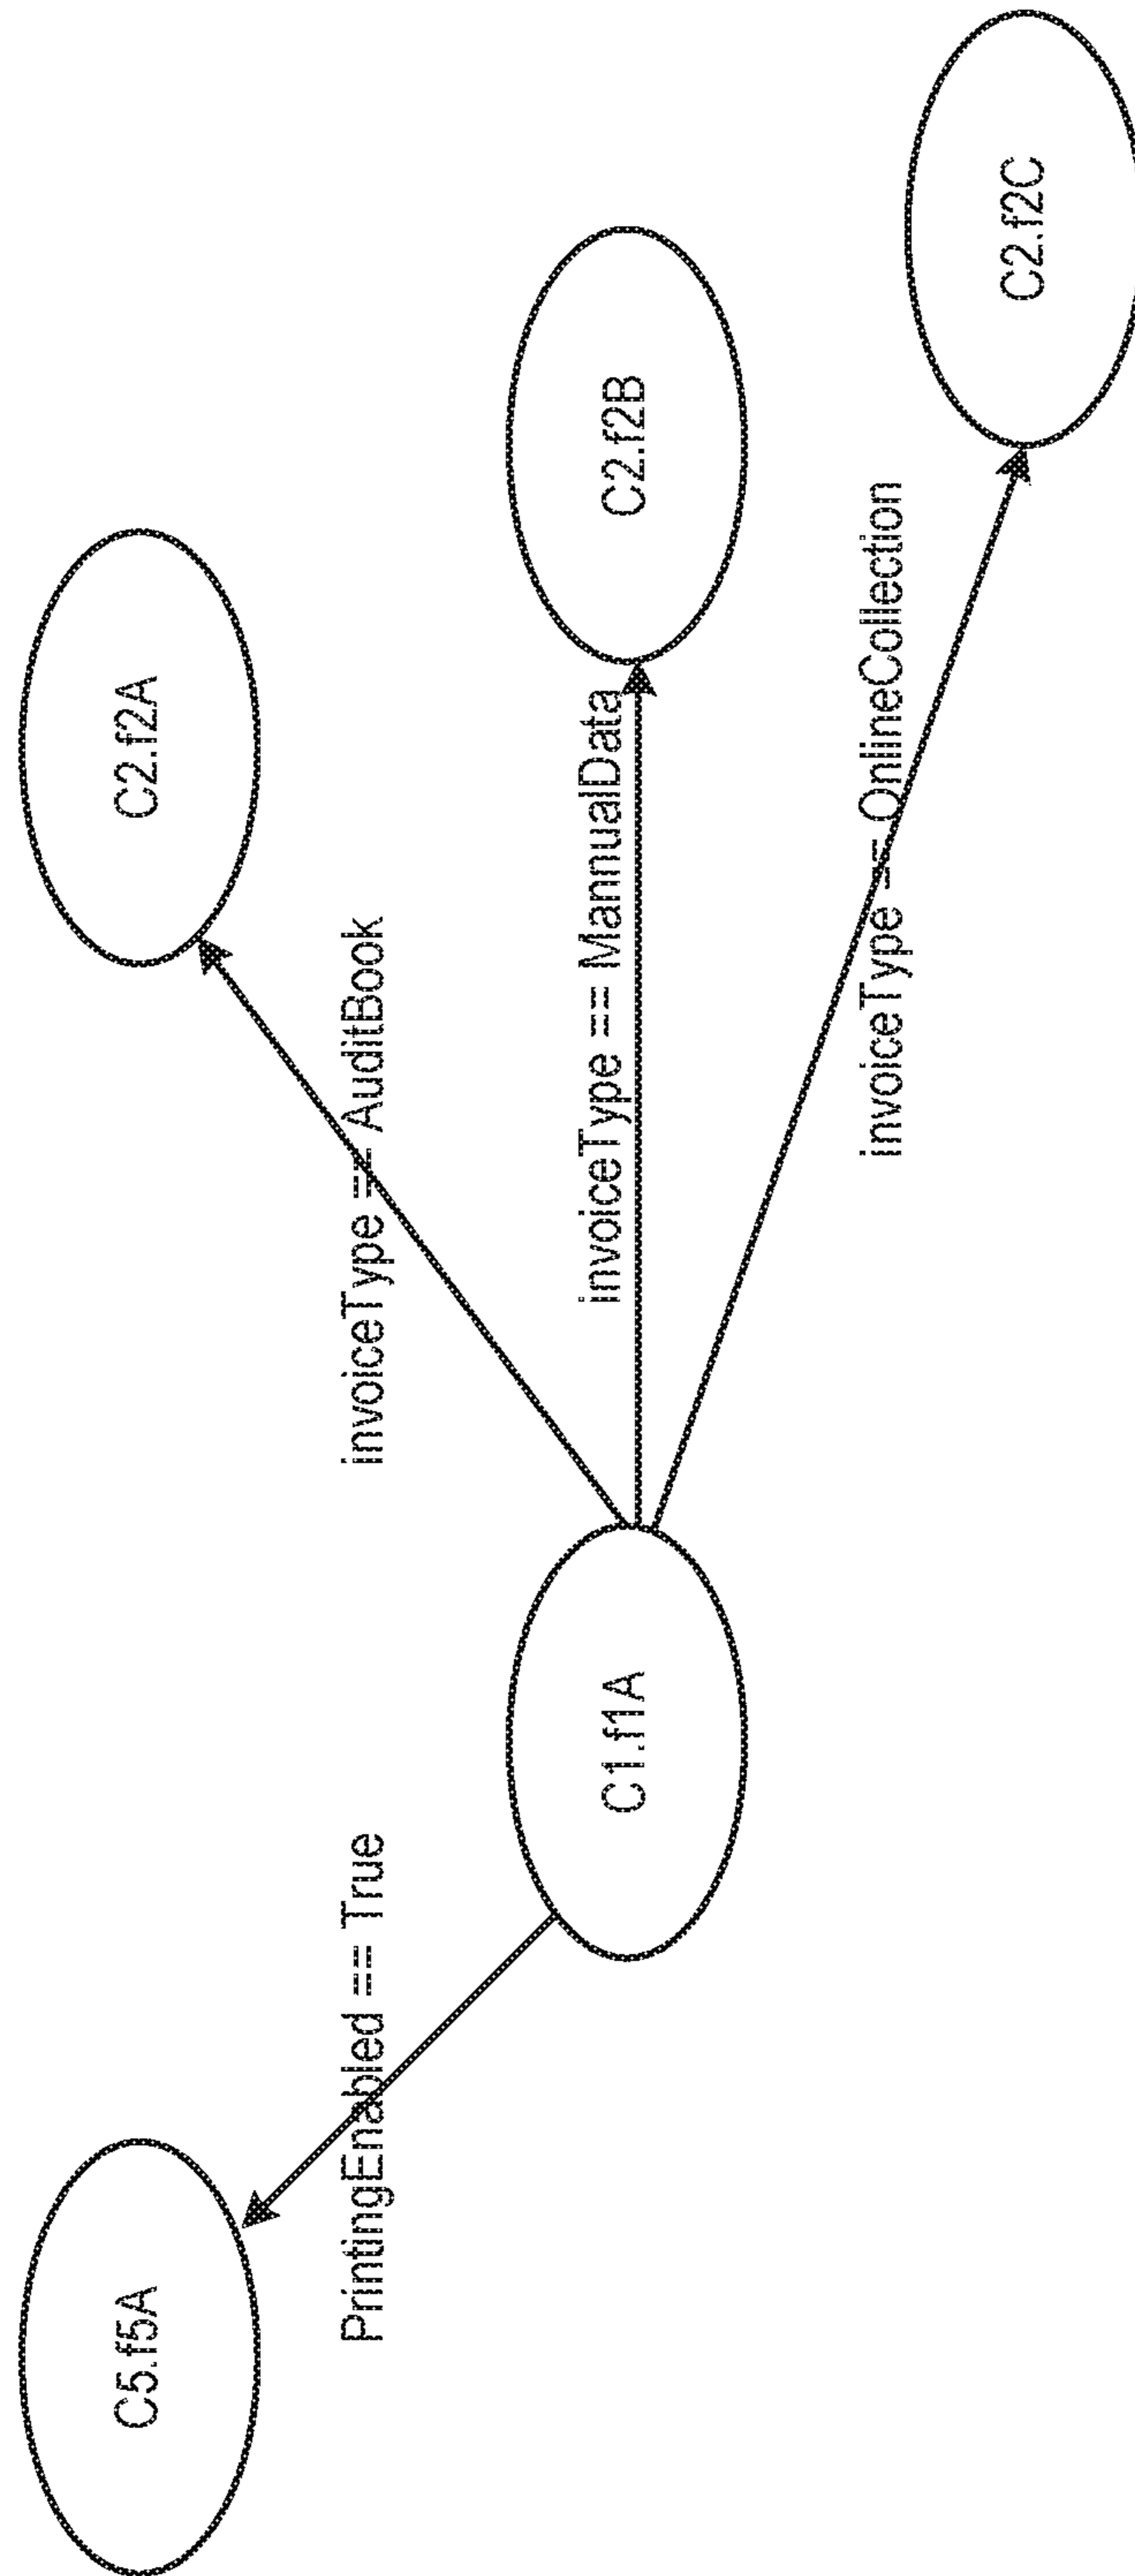 C5.f5A
PrintingEnabled == True
C1.f1A
invoiceType == AuditBook
C2.f2A
invoiceType == MannualData
C2.f2B
invoiceType == OnlineCollection
C2.f2C